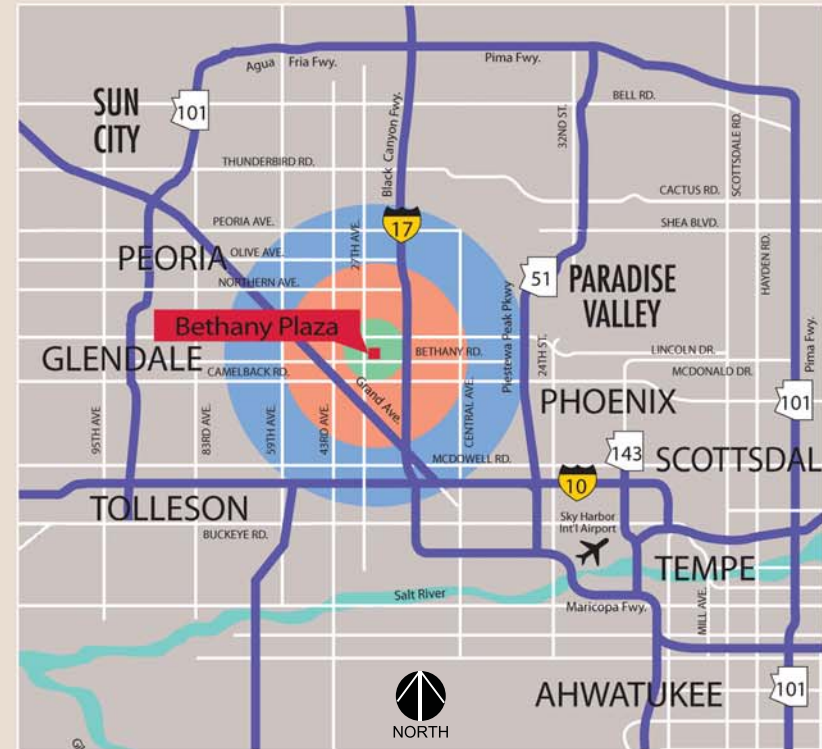 Agua Fria Fwy.
Pima Fwy.
SUN
CITY
101
Black Canyon Fwy.
32ND ST.
BELL RD.
SCOTTSDALE RD.
THUNDERBIRD RD.
CACTUS RD.
PEORIA AVE.
17
SHEA BLVD.
PEORIA
OLIVE AVE.
27TH AVE.
HAYDEN RD.
NORTHERN AVE.
51
PARADISE
VALLEY
Bethany Plaza
Piestewa Peak Pkwy
24TH ST.
Pima Fwy.
GLENDALE
BETHANY RD.
LINCOLN DR.
CAMELBACK RD.
MCDONALD DR.
Grand Ave.
PHOENIX
101
95TH AVE
83RD AVE.
59TH AVE.
43RD AVE.
CENTRAL AVE.
143
MCDOWELL RD.
SCOTTSDAL
10
TOLLESON
Sky Harbor
Int'l Airport
BUCKEYE RD.
TEMPE
Salt River
Maricopa Fwy.
MILL AVE.
AHWATUKEE
101
NORTH